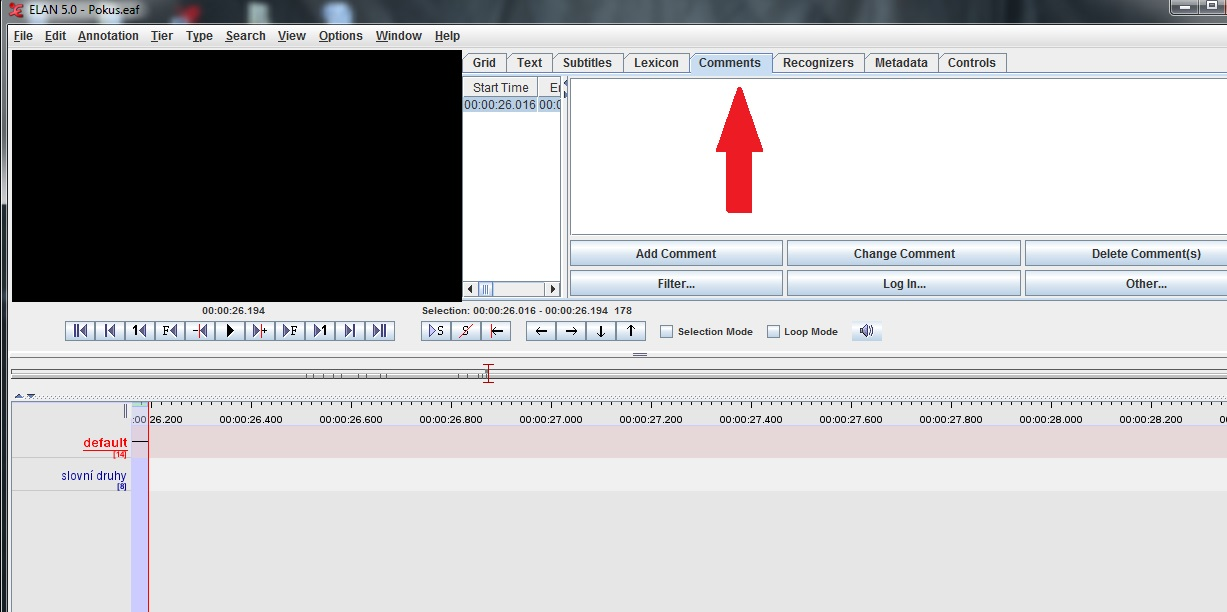 ELAN 5.0 - Pokus.eaf
File Edit Annotation Tier Type Search View Options Window Help
Grid Text Subtitles Lexicon Comments Recognizers Metadata Controls
Start Time
00:00:26.016
Add Comment Change Comment Delete Comment(s)
Filter... Log In... Other...
00:00:26.194 Selection: 00:00:26.016 - 00:00:26.194 178
1 F F 1 S S Selection Mode Loop Mode
:00:26.200 00:00:26.400 00:00:26.600 00:00:26.800 00:00:27.000 00:00:27.200 00:00:27.400 00:00:27.600 00:00:27.800 00:00:28.000 00:00:28.200
default
[14]
slovní druhy
[8]